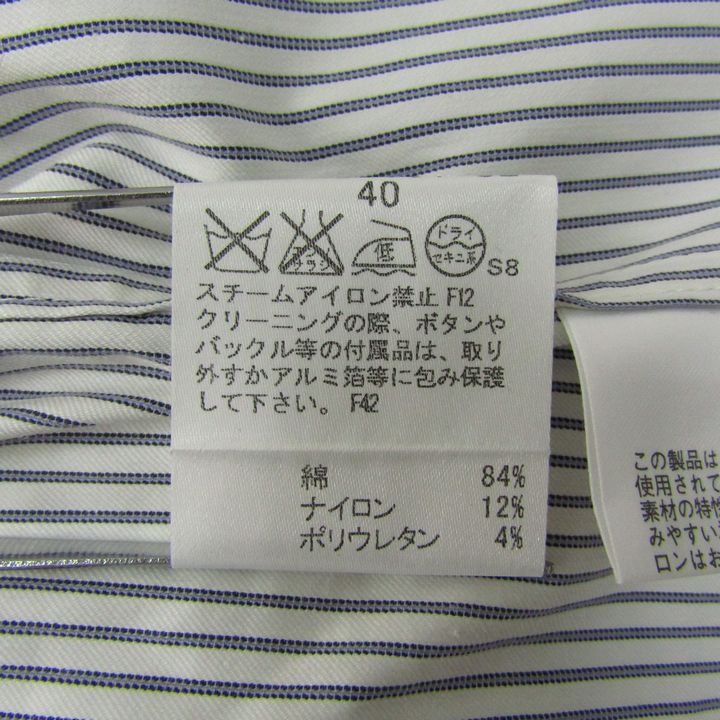 40
エンソ
サラシ
低
ドライ
セキユ系
S8
スチームアイロン禁止 F12
クリーニングの際、ボタンや
バックル等の付属品は、取り
外すかアルミ箔等に包み保護
して下さい。 F42
綿 84%
ナイロン 12%
ポリウレタン 4%
この製品は
使用されて
素材の特性
みやすい
ロンはお